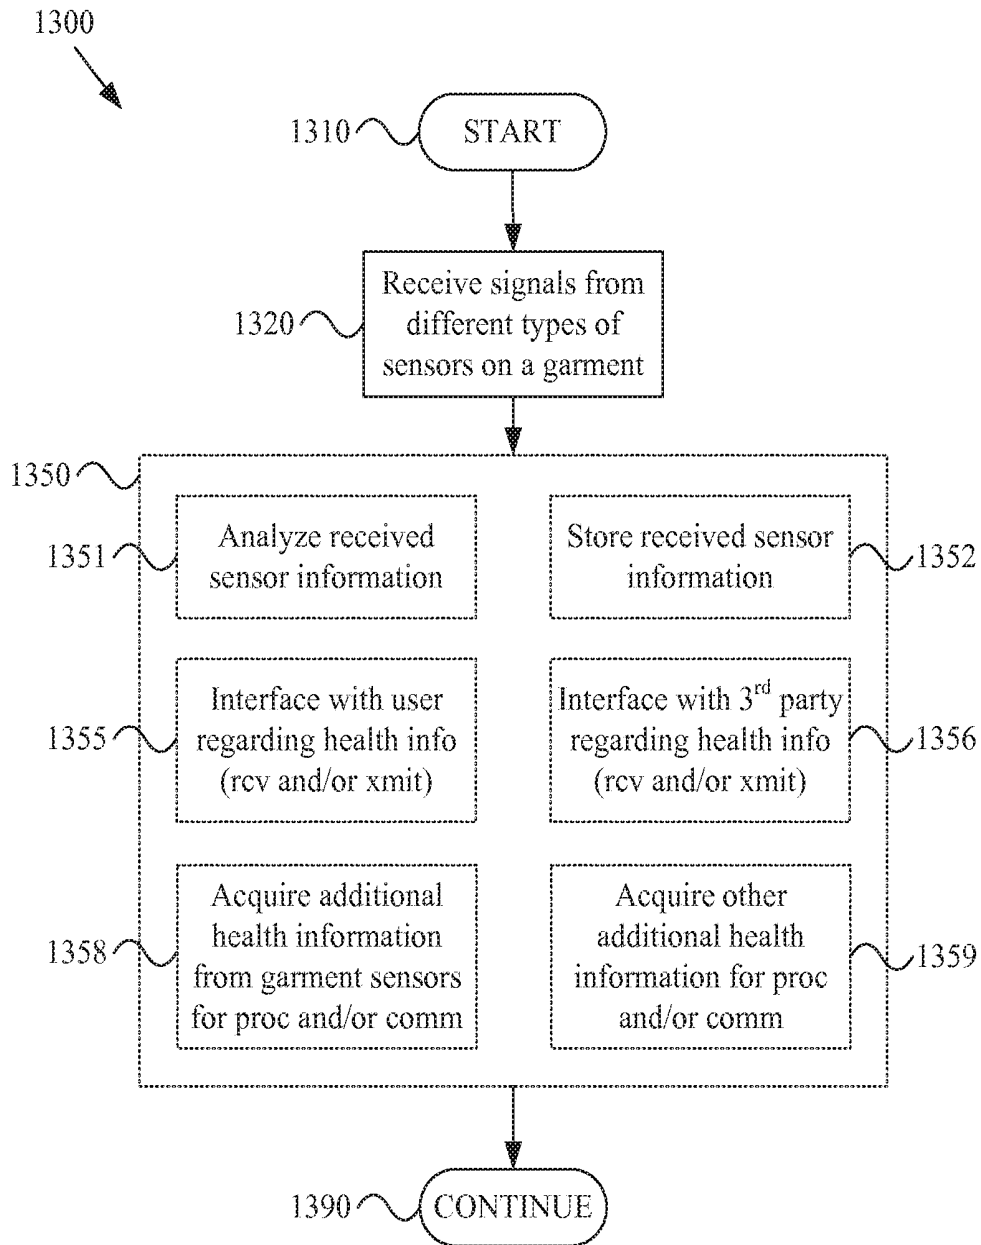 1300
1310
START
Receive signals from
different types of
sensors on a garment
1320
1350
Analyze received
sensor information
1351
Store received sensor
information
1352
Interface with user
regarding health info
(rcv and/or xmit)
1355
Interface with 3rd party
regarding health info
(rcv and/or xmit)
1356
Acquire additional
health information
from garment sensors
for proc and/or comm
1358
Acquire other
additional health
information for proc
and/or comm
1359
1390
CONTINUE